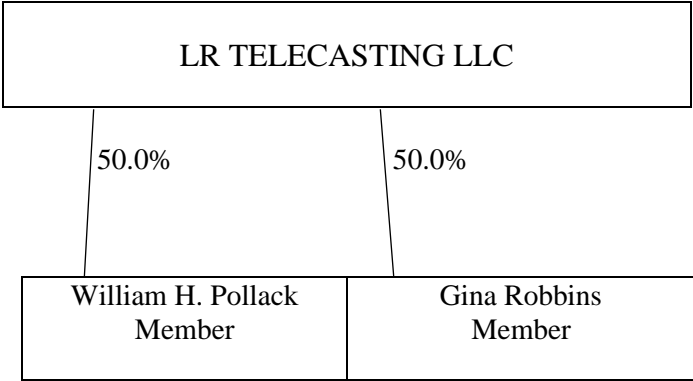 LR TELECASTING LLC
50.0%
50.0%
William H. Pollack
Member
Gina Robbins
Member